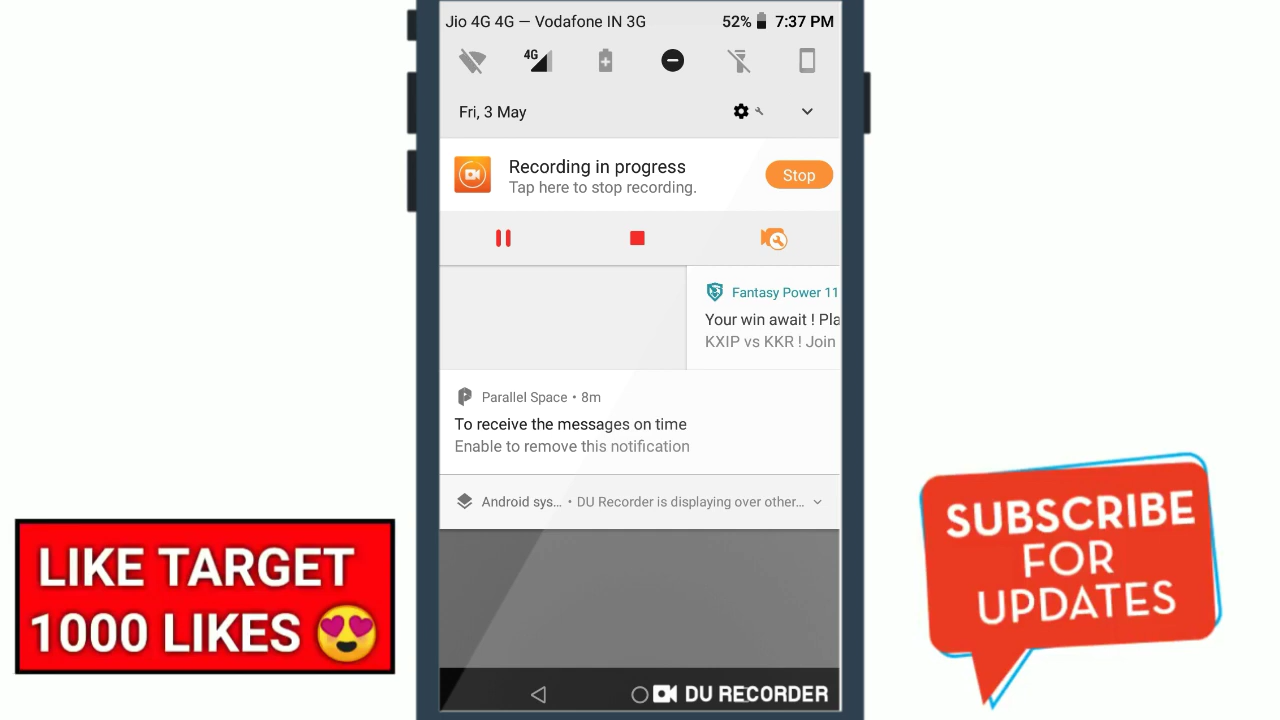 Jio 4G 4G — Vodafone IN 3G 52% 7:37 PM
4G
Fri, 3 May
Recording in progress
Tap here to stop recording.
Stop
Fantasy Power 11
Your win await ! Pla
KXIP vs KKR ! Join
Parallel Space • 8m
To receive the messages on time
Enable to remove this notification
Android sys... • DU Recorder is displaying over other...
DU RECORDER
LIKE TARGET
1000 LIKES 😍
SUBSCRIBE
FOR
UPDATES